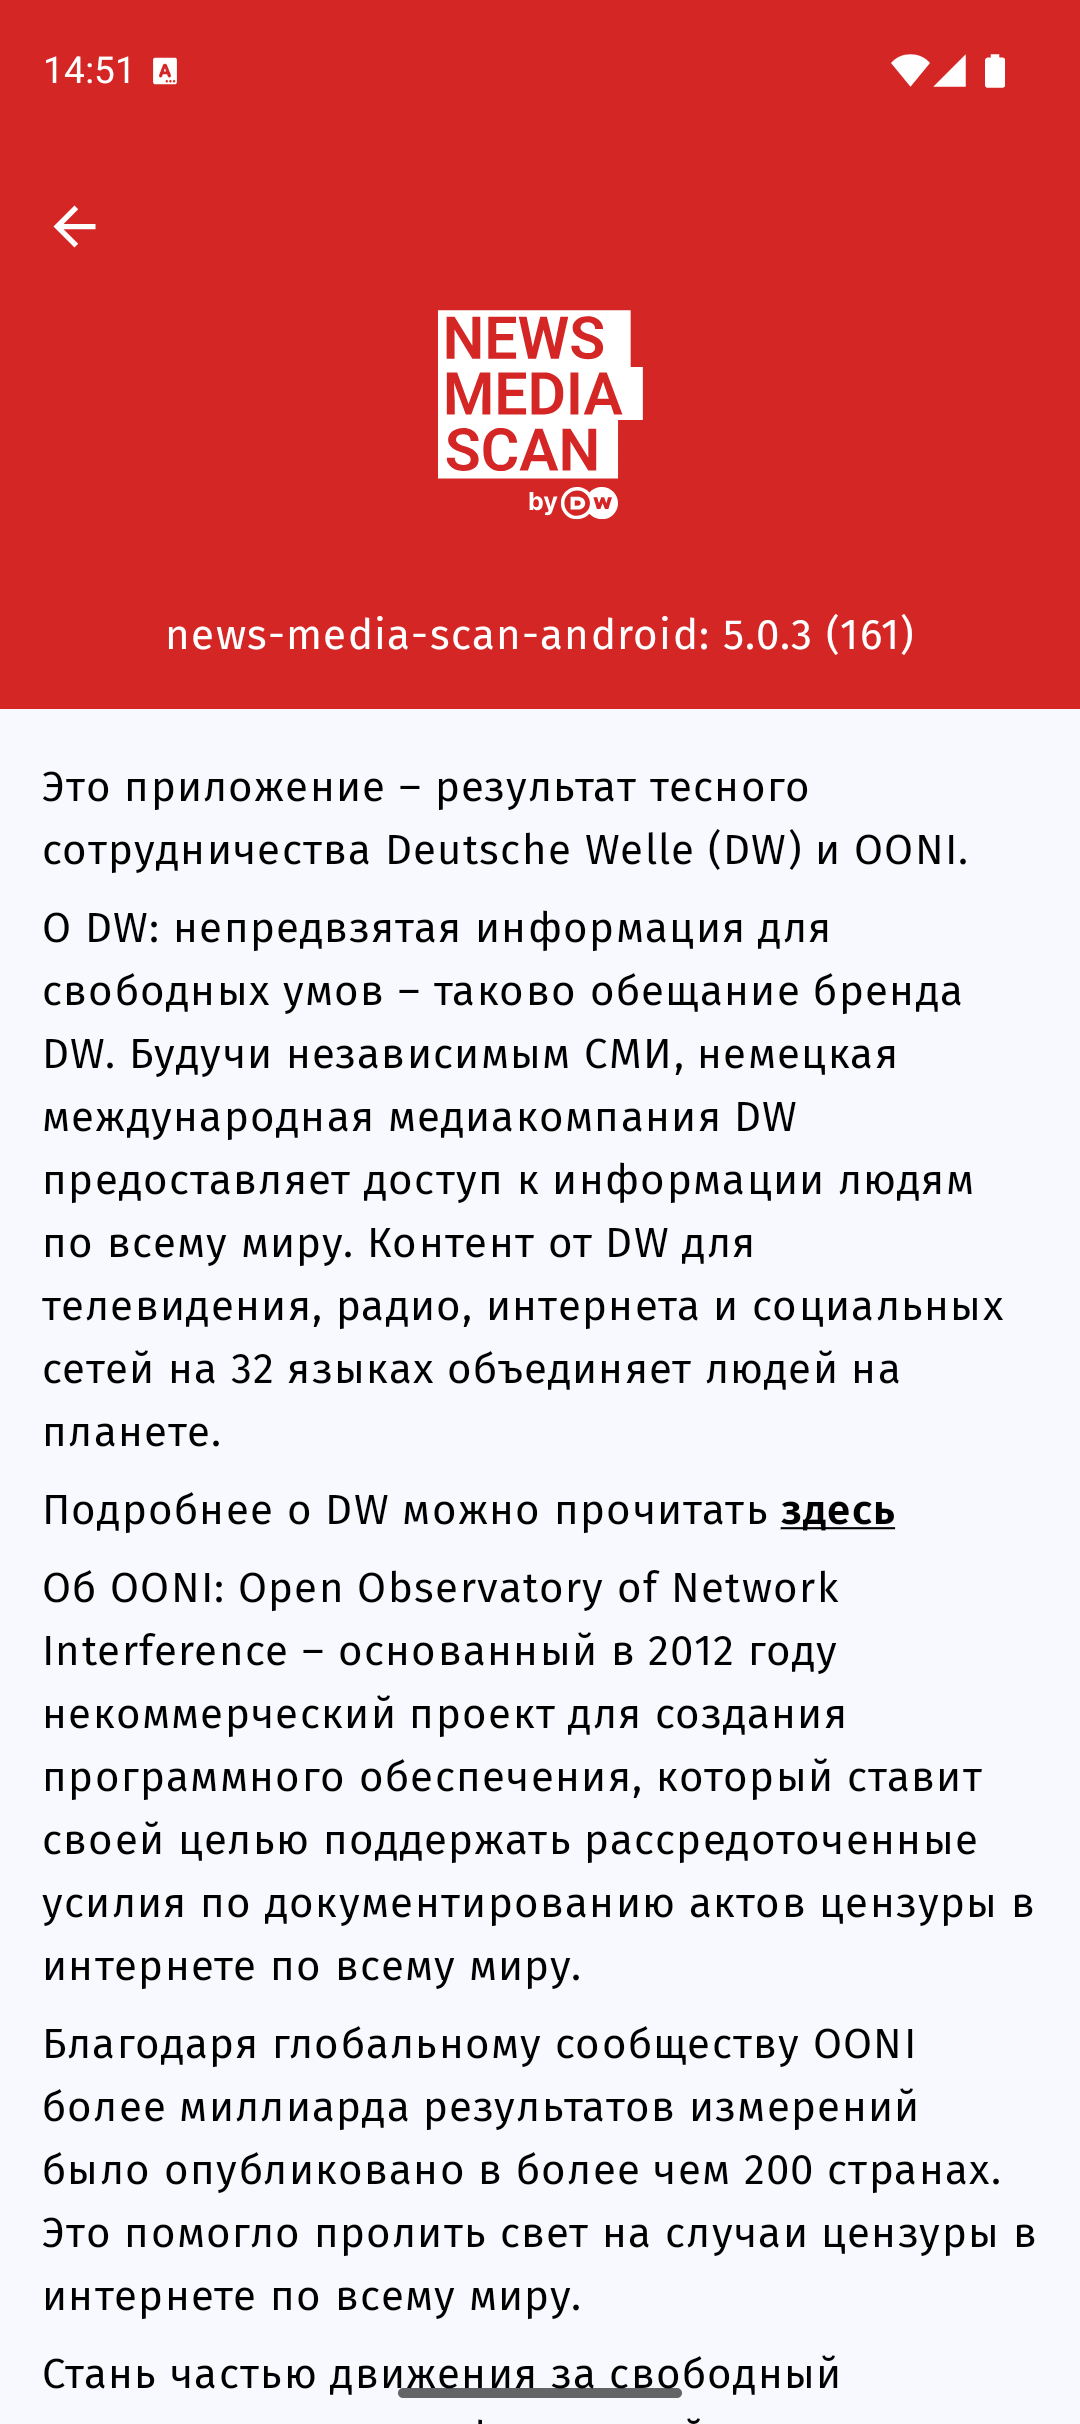 14:51
NEWS
MEDIA
SCAN
by DW
news-media-scan-android: 5.0.3 (161)
Это приложение – результат тесного
сотрудничества Deutsche Welle (DW) и OONI.
О DW: непредвзятая информация для
свободных умов – таково обещание бренда
DW. Будучи независимым СМИ, немецкая
международная медиакомпания DW
предоставляет доступ к информации людям
по всему миру. Контент от DW для
телевидения, радио, интернета и социальных
сетей на 32 языках объединяет людей на
планете.
Подробнее о DW можно прочитать здесь
Об OONI: Open Observatory of Network
Interference – основанный в 2012 году
некоммерческий проект для создания
программного обеспечения, который ставит
своей целью поддержать рассредоточенные
усилия по документированию актов цензуры в
интернете по всему миру.
Благодаря глобальному сообществу OONI
более миллиарда результатов измерений
было опубликовано в более чем 200 странах.
Это помогло пролить свет на случаи цензуры в
интернете по всему миру.
Стань частью движения за свободный